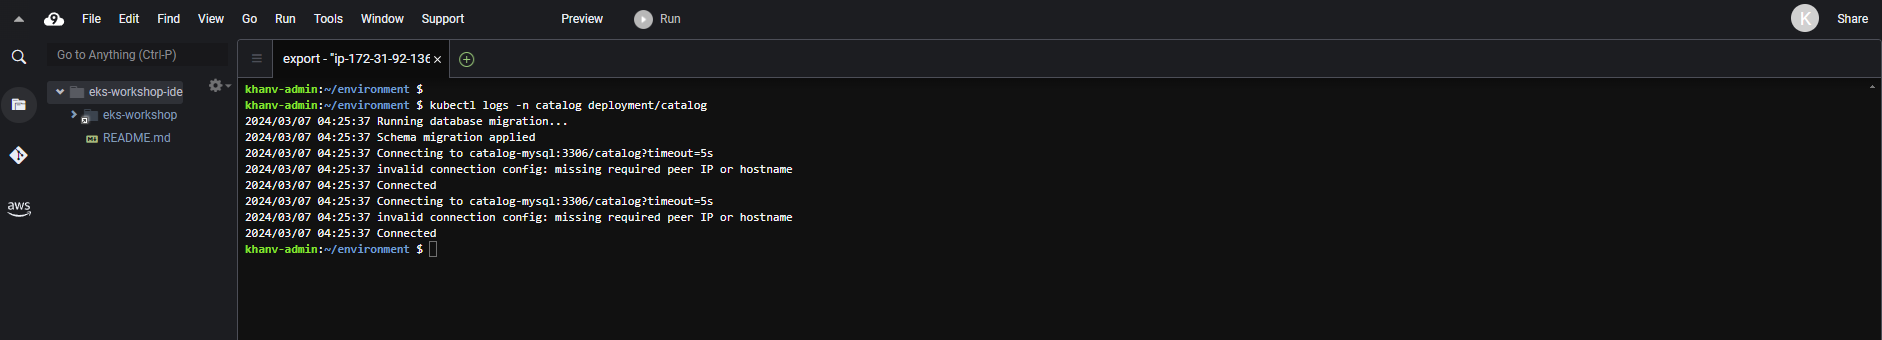 9 File Edit Find View Go Run Tools Window Support Preview Run K Share
Go to Anything (Ctrl-P)
export - "ip-172-31-92-136 ×
eks-workshop-ide
eks-workshop
README.md
aws
khanv-admin:~/environment $
khanv-admin:~/environment $ kubectl logs -n catalog deployment/catalog
2024/03/07 04:25:37 Running database migration...
2024/03/07 04:25:37 Schema migration applied
2024/03/07 04:25:37 Connecting to catalog-mysql:3306/catalog?timeout=5s
2024/03/07 04:25:37 invalid connection config: missing required peer IP or hostname
2024/03/07 04:25:37 Connected
2024/03/07 04:25:37 Connecting to catalog-mysql:3306/catalog?timeout=5s
2024/03/07 04:25:37 invalid connection config: missing required peer IP or hostname
2024/03/07 04:25:37 Connected
khanv-admin:~/environment $